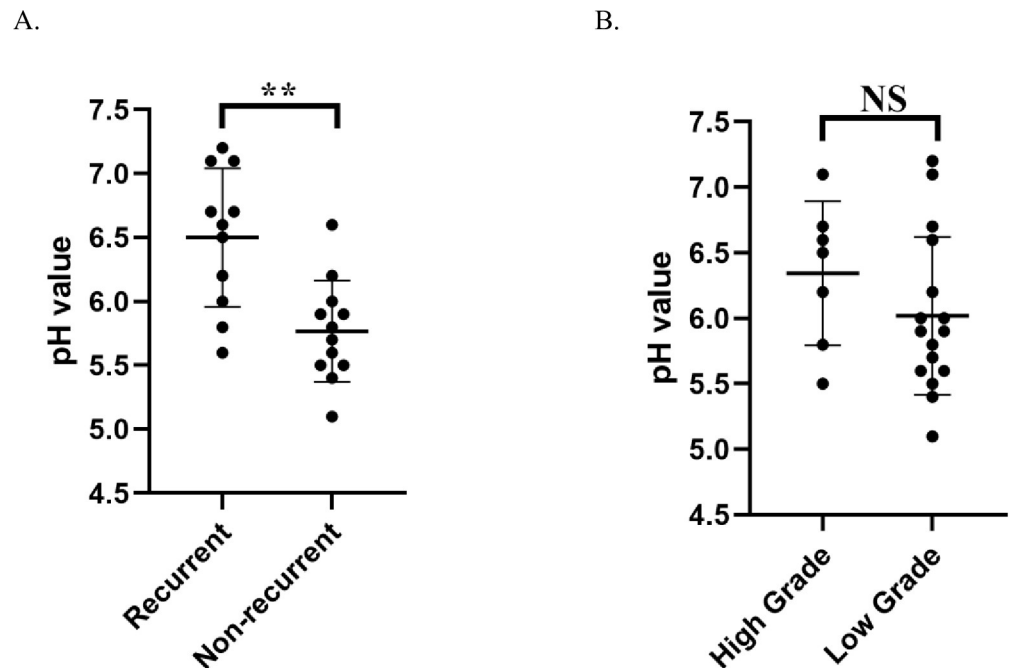 A.
**
pH value
7.5
7.0
6.5
6.0
5.5
5.0
4.5
Recurrent
Non-recurrent
B.
NS
pH value
7.5
7.0
6.5
6.0
5.5
5.0
4.5
High Grade
Low Grade